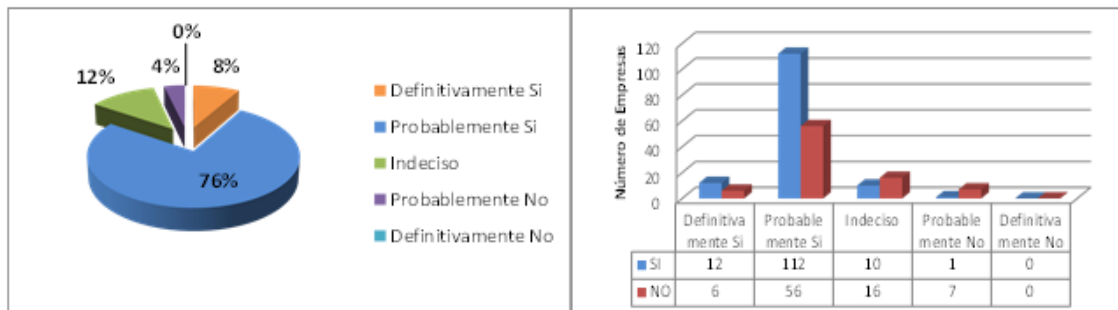 0%
4%
8%
12%
76%
Definitivamente Si
Probablemente Si
Indeciso
Probablemente No
Definitivamente No
Número de Empresas
120
100
80
60
40
20
0
Definitiva mente Si
Probable mente Si
Indeciso
Probable mente No
Definitiva mente No
SI 12 112 10 1 0
NO 6 56 16 7 0